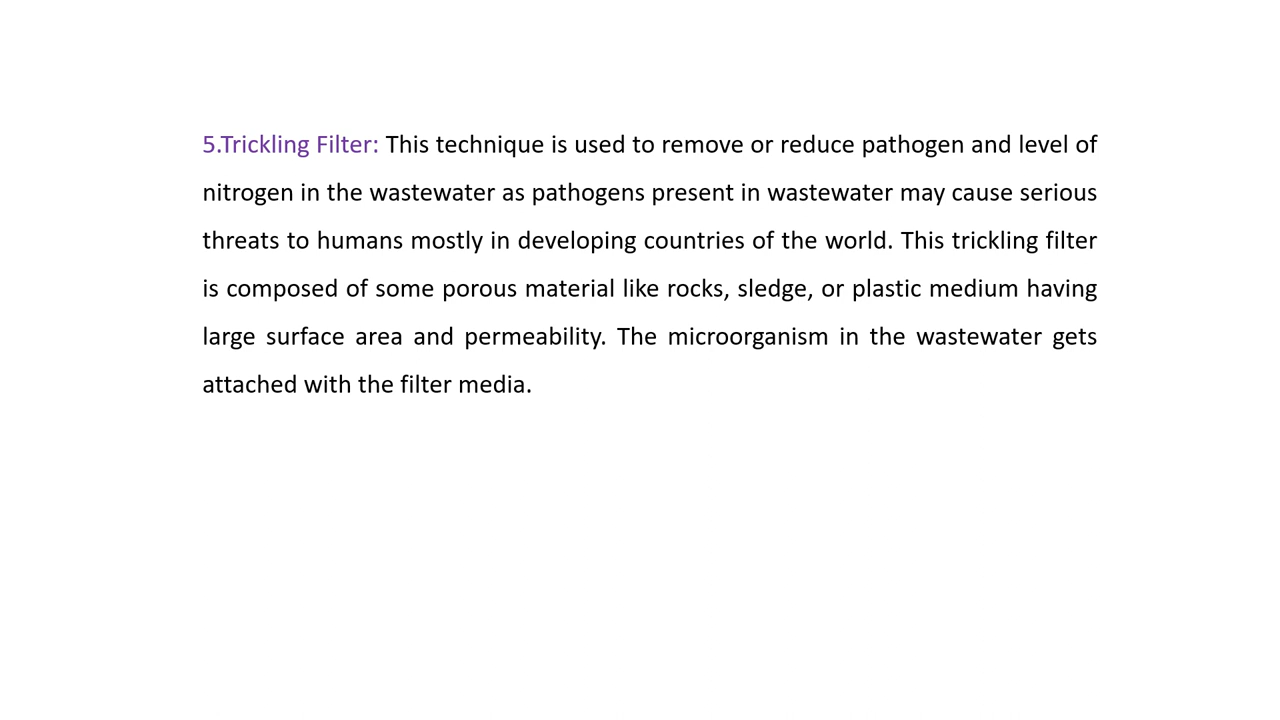 5.Trickling Filter: This technique is used to remove or reduce pathogen and level of
nitrogen in the wastewater as pathogens present in wastewater may cause serious
threats to humans mostly in developing countries of the world. This trickling filter
is composed of some porous material like rocks, sledge, or plastic medium having
large surface area and permeability. The microorganism in the wastewater gets
attached with the filter media.